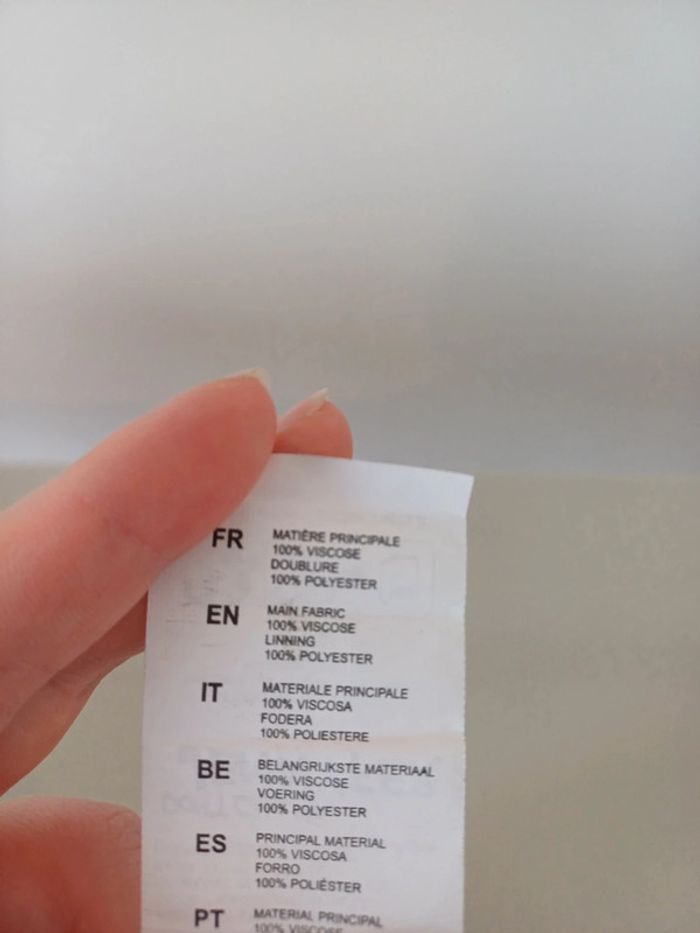 FR MATIÈRE PRINCIPALE
100% VISCOSE
DOUBLURE
100% POLYESTER
EN MAIN FABRIC
100% VISCOSE
LINNING
100% POLYESTER
IT MATERIALE PRINCIPALE
100% VISCOSA
FODERA
100% POLIESTERE
BE BELANGRIJKSTE MATERIAAL
100% VISCOSE
VOERING
100% POLYESTER
ES PRINCIPAL MATERIAL
100% VISCOSA
FORRO
100% POLIÉSTER
PT MATERIAL PRINCIPAL
100% VISCOSE